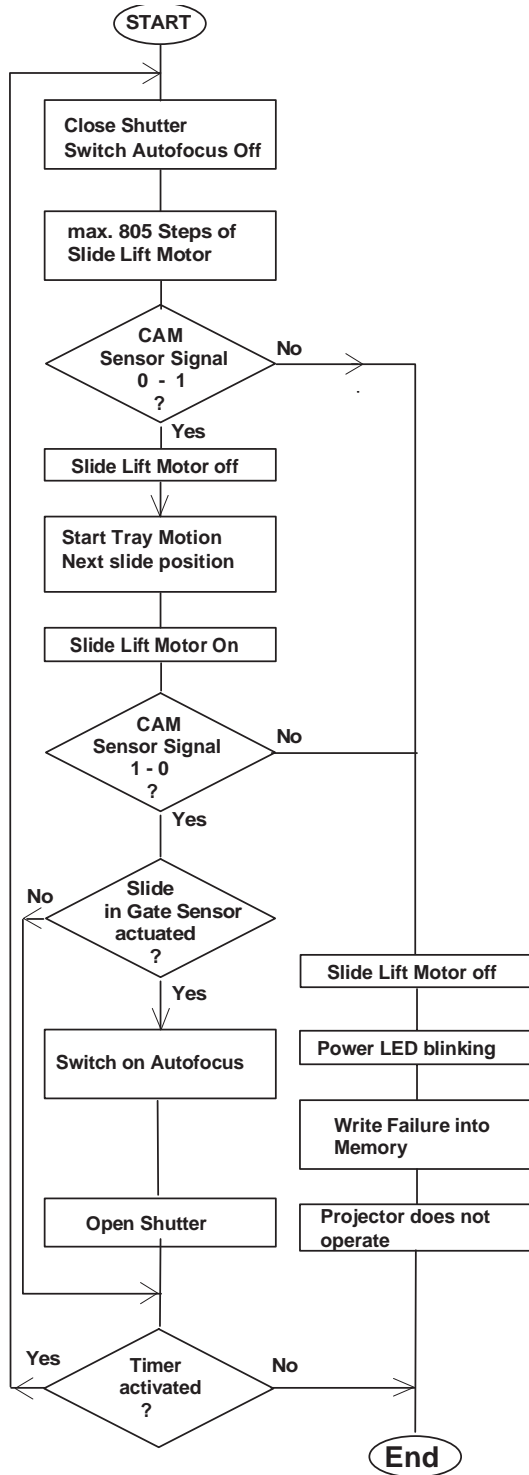 START
Close Shutter
Switch Autofocus Off
max. 805 Steps of
Slide Lift Motor
CAM
Sensor Signal
0 - 1
?
No
Yes
Slide Lift Motor off
Start Tray Motion
Next slide position
Slide Lift Motor On
CAM
Sensor Signal
1 - 0
?
No
Yes
Slide
in Gate Sensor
actuated
?
No
Yes
Switch on Autofocus
Open Shutter
Slide Lift Motor off
Power LED blinking
Write Failure into
Memory
Projector does not
operate
Timer
activated
?
Yes
No
End